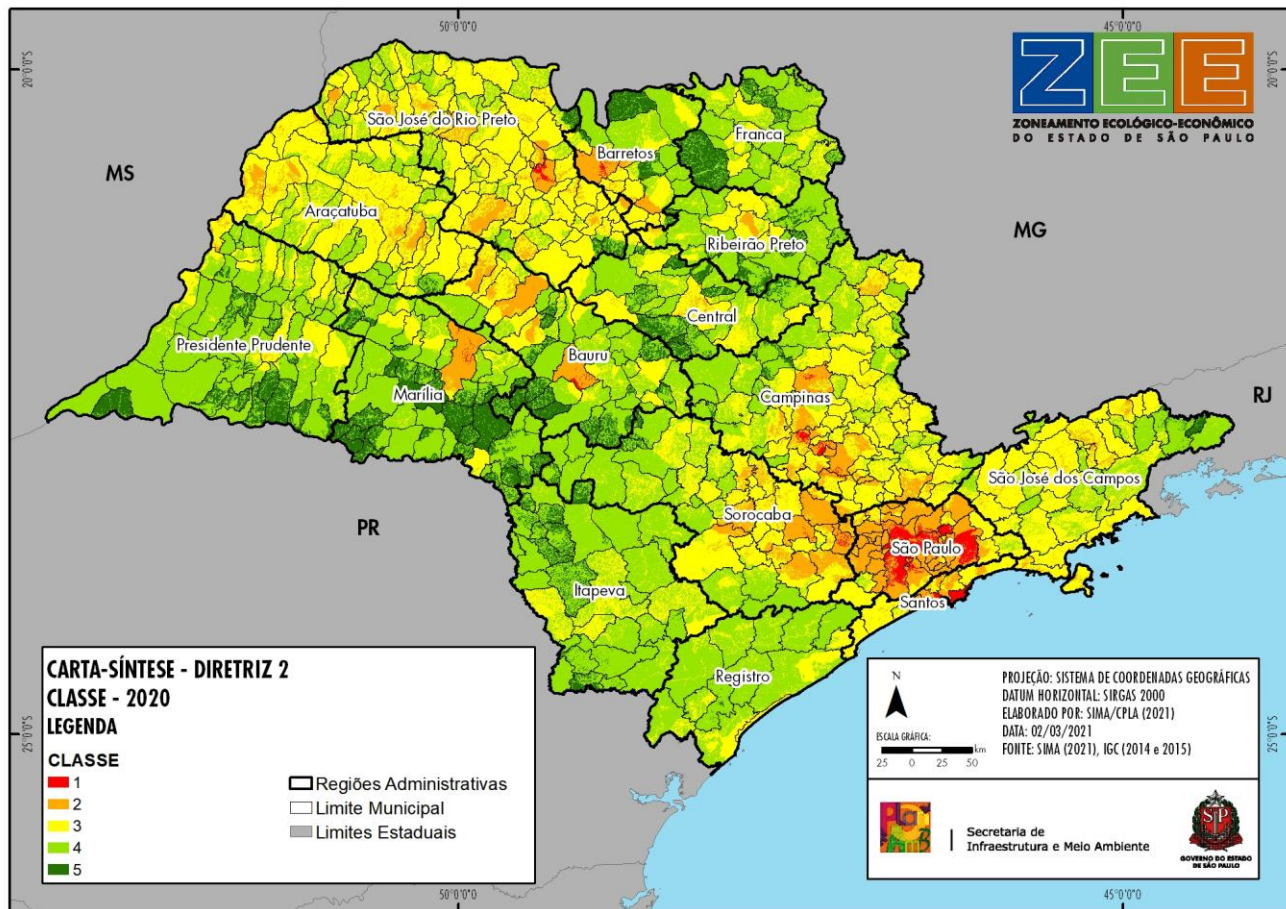 50°0'0"O
45°0'0"O
20°0'0"S
20°0'0"S
ZEE
ZONEAMENTO ECOLÓGICO-ECONÔMICO
DO ESTADO DE SÃO PAULO
MS
MG
RJ
PR
São José do Rio Preto
Barretos
Franca
Araçatuba
Ribeirão Preto
Central
Presidente Prudente
Bauru
Marília
Campinas
São José dos Campos
Sorocaba
São Paulo
Itapeva
Santos
Registro
25°0'0"S
25°0'0"S
CARTA-SÍNTESE - DIRETRIZ 2
CLASSE - 2020
LEGENDA
CLASSE
1
2
3
4
5
Regiões Administrativas
Limite Municipal
Limites Estaduais
N
ESCALA GRÁFICA:
25 0 25 50 km
PROJEÇÃO: SISTEMA DE COORDENADAS GEOGRÁFICAS
DATUM HORIZONTAL: SIRGAS 2000
ELABORADO POR: SIMA/CPLA (2021)
DATA: 02/03/2021
FONTE: SIMA (2021), IGC (2014 e 2015)
Secretaria de
Infraestrutura e Meio Ambiente
SP
GOVERNO DO ESTADO
DE SÃO PAULO
50°0'0"O
45°0'0"O